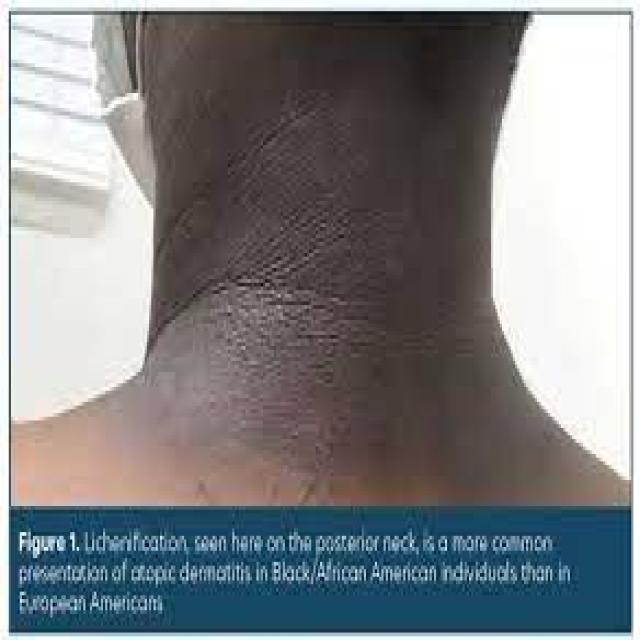 Figure 1. Lichenification, seen here on the posterior neck, is a more common
presentation of atopic dermatitis in Black/African American individuals than in
European Americans